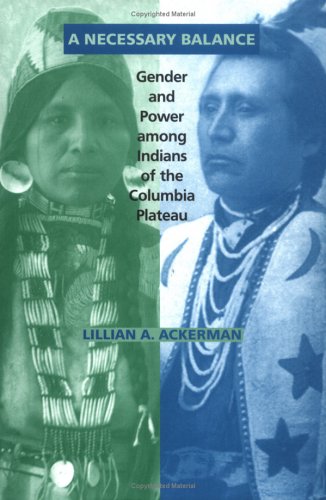 A NECESSARY BALANCE
Gender
and
Power
among
Indians
of the
Columbia
Plateau
LILLIAN A. ACKERMAN
Copyrighted Material
Copyrighted Material